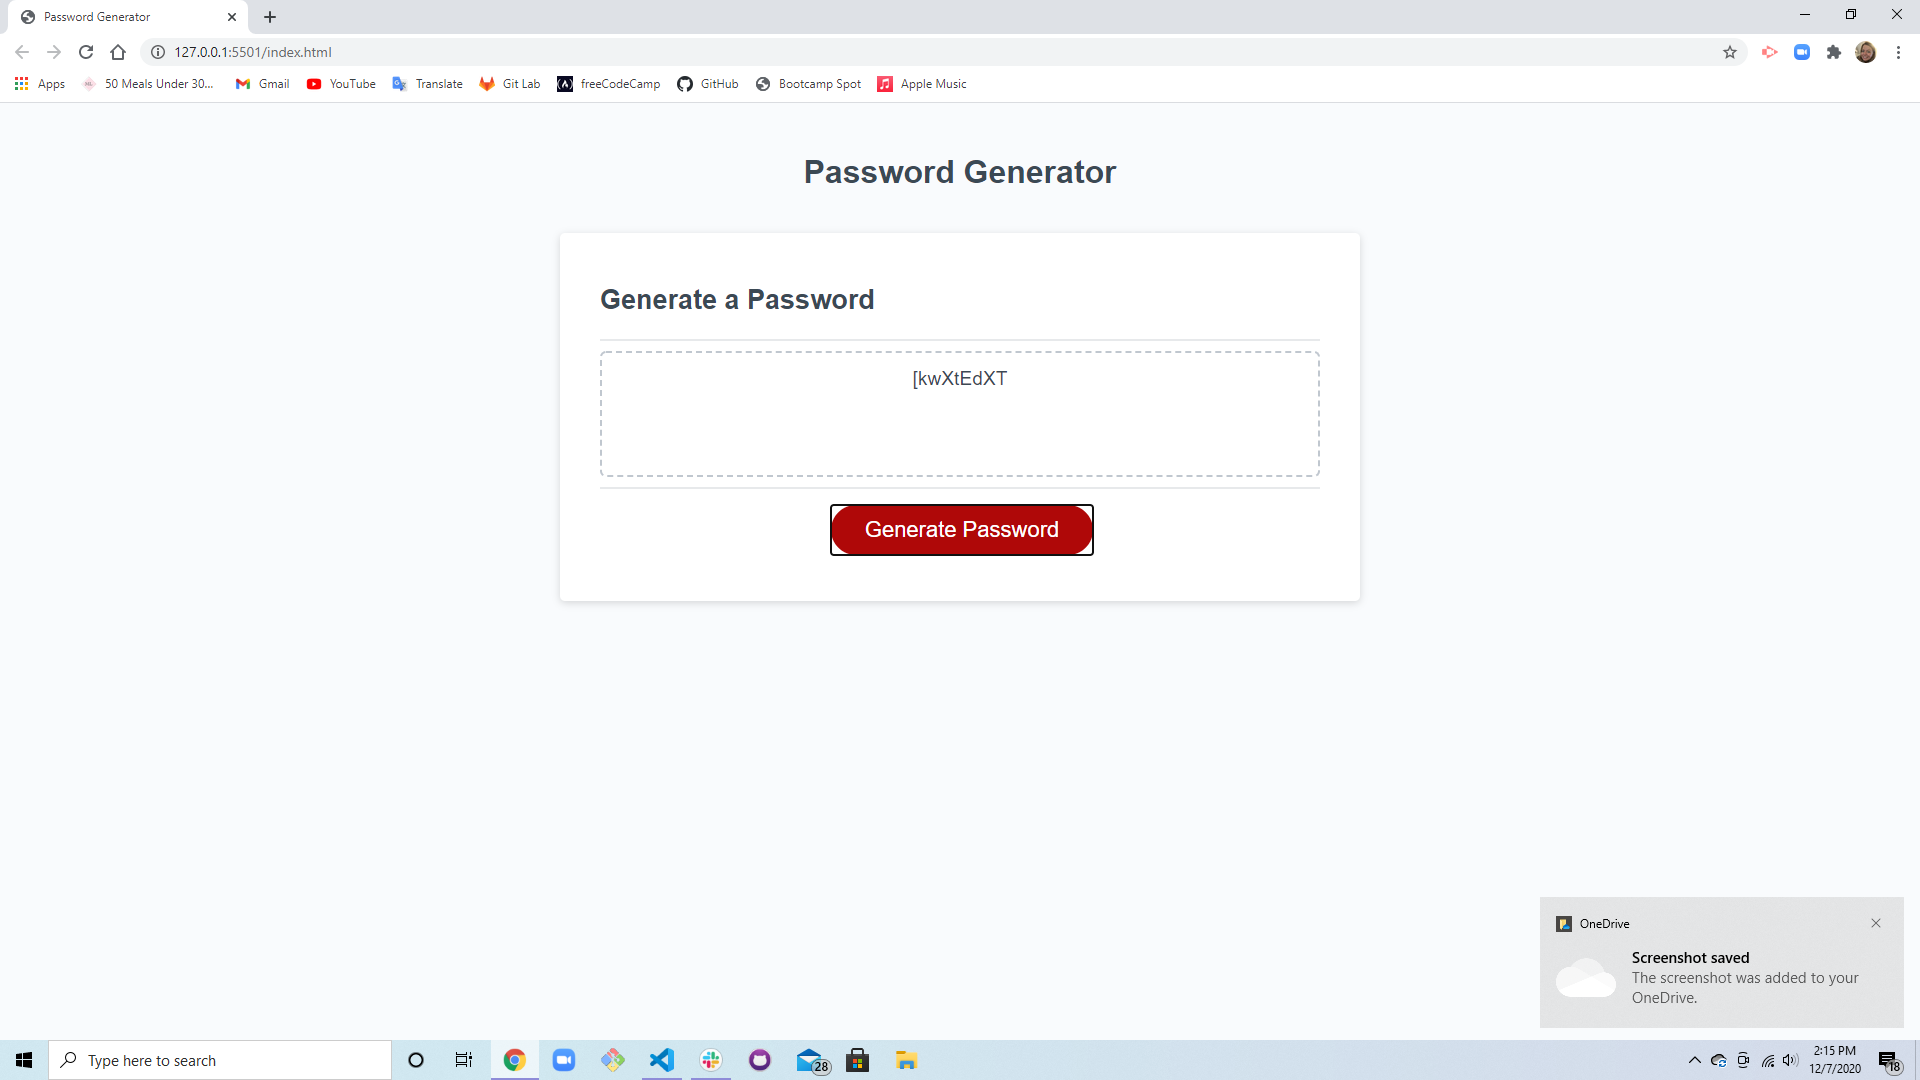 Password Generator
127.0.0.1:5501/index.html
Apps
50 Meals Under 30...
Gmail
YouTube
Translate
Git Lab
freeCodeCamp
GitHub
Bootcamp Spot
Apple Music
Password Generator
Generate a Password
[kwXtEdXT
Generate Password
OneDrive
Screenshot saved
The screenshot was added to your
OneDrive.
Type here to search
28
2:15 PM
12/7/2020
18